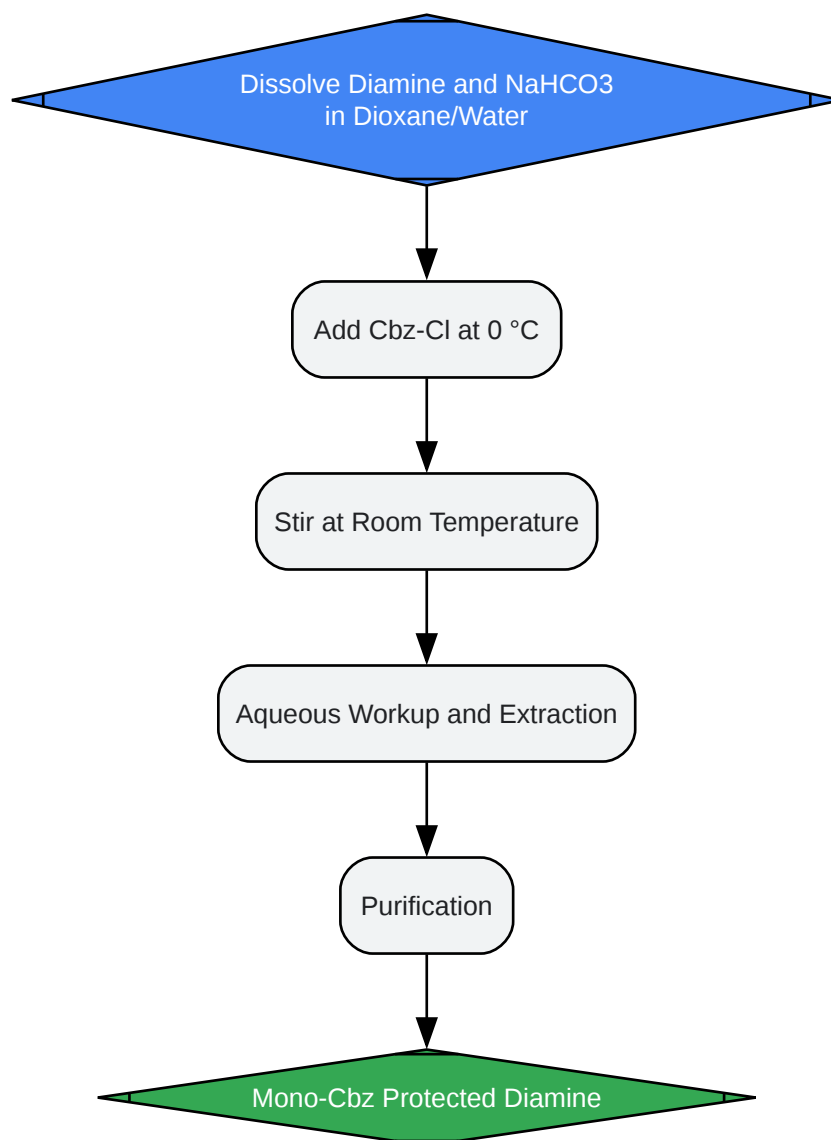 Dissolve Diamine and NaHCO3
in Dioxane/Water
Add Cbz-Cl at 0 °C
Stir at Room Temperature
Aqueous Workup and Extraction
Purification
Mono-Cbz Protected Diamine